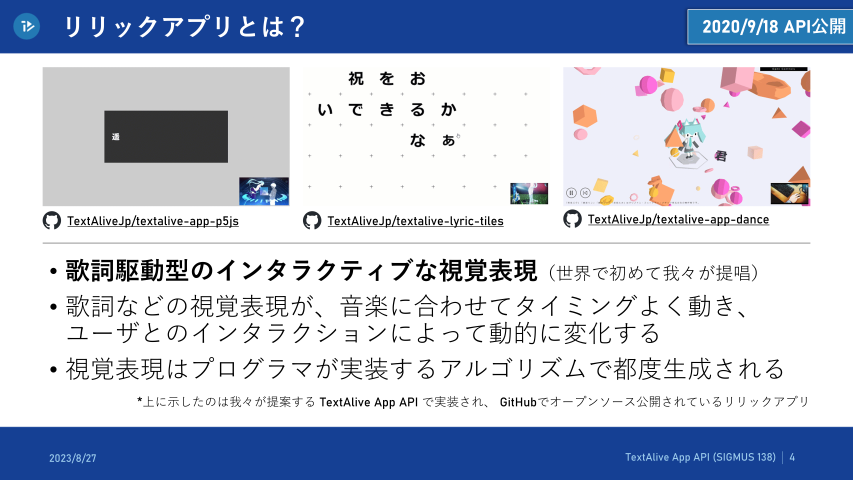 リリックアプリとは？
2020/9/18 API公開
遥
祝をお
いできるか
なぁ
君
TextAliveJp/textalive-app-p5js
TextAliveJp/textalive-lyric-tiles
TextAliveJp/textalive-app-dance
• 歌詞駆動型のインタラクティブな視覚表現（世界で初めて我々が提唱）
• 歌詞などの視覚表現が、音楽に合わせてタイミングよく動き、
ユーザとのインタラクションによって動的に変化する
• 視覚表現はプログラマが実装するアルゴリズムで都度生成される
*上に示したのは我々が提案する TextAlive App API で実装され、 GitHubでオープンソース公開されているリリックアプリ
2023/8/27
TextAlive App API (SIGMUS 138) | 4